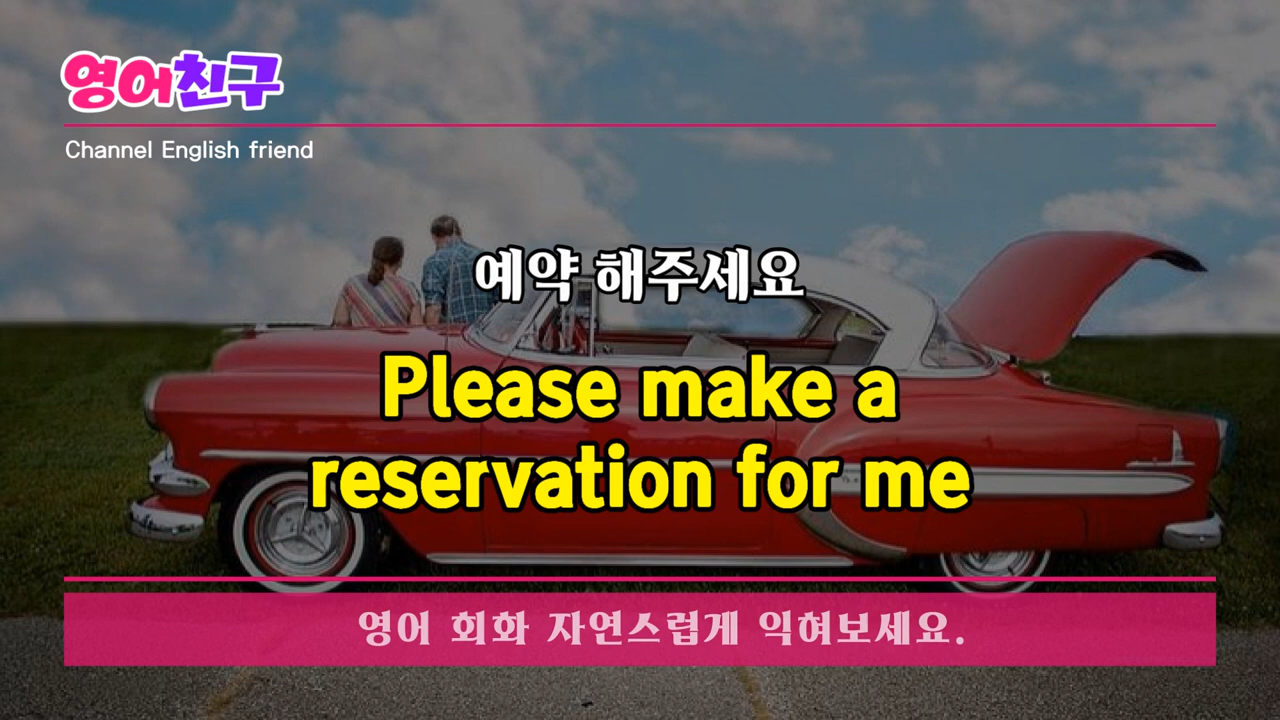 영어친구
Channel English friend
예약 해주세요
Please make a
reservation for me
영어 회화 자연스럽게 익혀보세요.